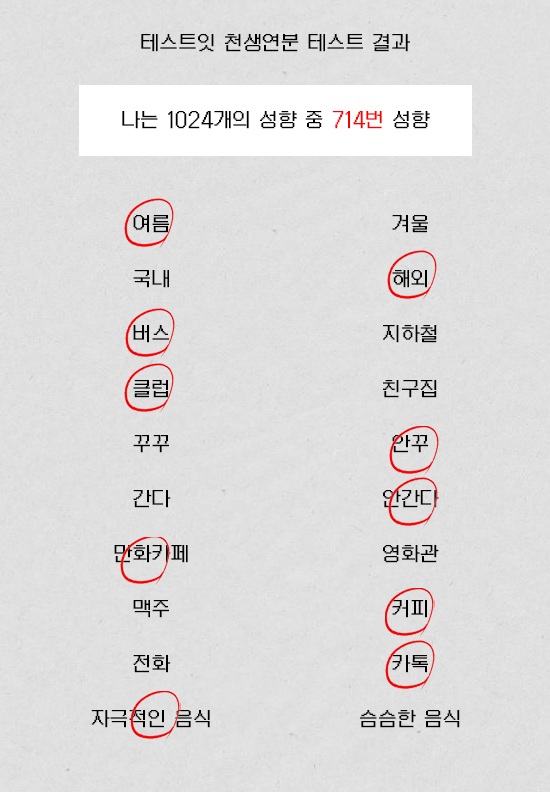 테스트잇 천생연분 테스트 결과
나는 1024개의 성향 중 714번 성향
여름 겨울
국내 해외
버스 지하철
클럽 친구집
꾸꾸 안꾸
간다 안간다
만화카페 영화관
맥주 커피
전화 카톡
자극적인 음식 슴슴한 음식